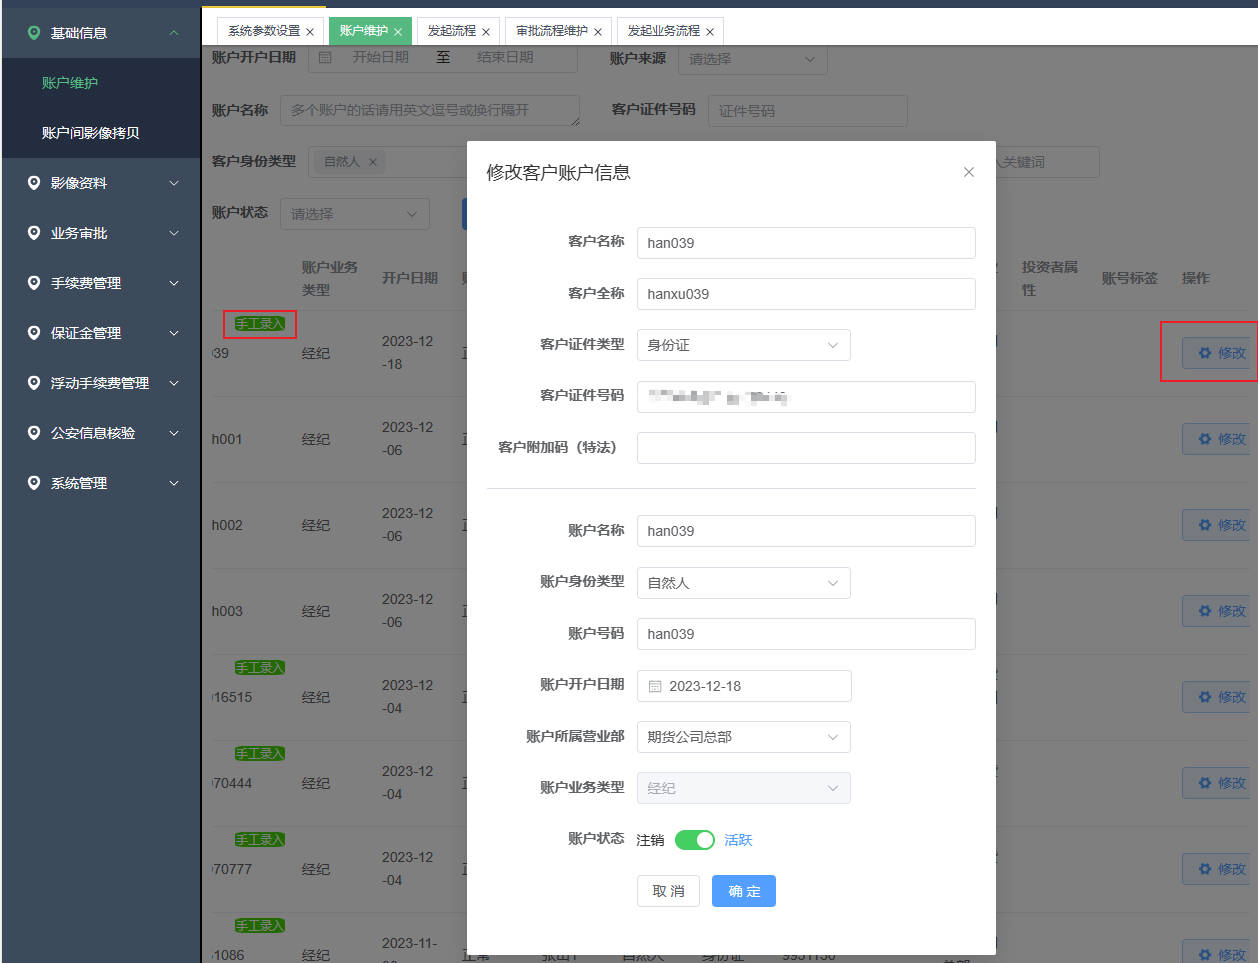 基础信息
账户维护
账户间影像拷贝
影像资料
业务审批
手续费管理
保证金管理
浮动手续费管理
公安信息核验
系统管理
系统参数设置 ×
账户维护 ×
发起流程 ×
审批流程维护 ×
发起业务流程 ×
账户开户日期 开始日期 至 结束日期 账户来源 请选择
账户名称 多个账户的话请用英文逗号或换行隔开 客户证件号码 证件号码
客户身份类型 自然人 × 关键词
账户状态 请选择
账户业务类型 开户日期 投资者属性 账号标签 操作
手工录入
39 经纪 2023-12-18 修改
h001 经纪 2023-12-06 修改
h002 经纪 2023-12-06 修改
h003 经纪 2023-12-06 修改
手工录入
16515 经纪 2023-12-04 修改
手工录入
70444 经纪 2023-12-04 修改
手工录入
70777 经纪 2023-12-04 修改
手工录入
1086 经纪 2023-11- 正常 自然人 身份证 修改
修改客户账户信息
客户名称 han039
客户全称 hanxu039
客户证件类型 身份证
客户证件号码
客户附加码（特法）
账户名称 han039
账户身份类型 自然人
账户号码 han039
账户开户日期 2023-12-18
账户所属营业部 期货公司总部
账户业务类型 经纪
账户状态 注销 活跃
取 消 确 定